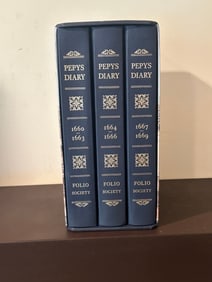 PEPYS
DIARY
1660
1663
FOLIO
SOCIETY
PEPYS
DIARY
1664
1666
FOLIO
SOCIETY
PEPYS
DIARY
1667
1669
FOLIO
SOCIETY